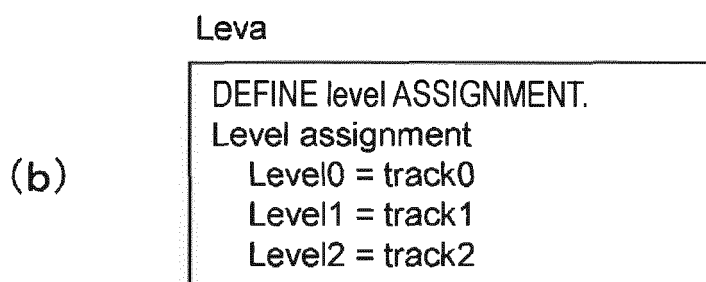 Leva
DEFINE level ASSIGNMENT.
Level assignment
(b)
Level0 = track0
Level1 = track1
Level2 = track2